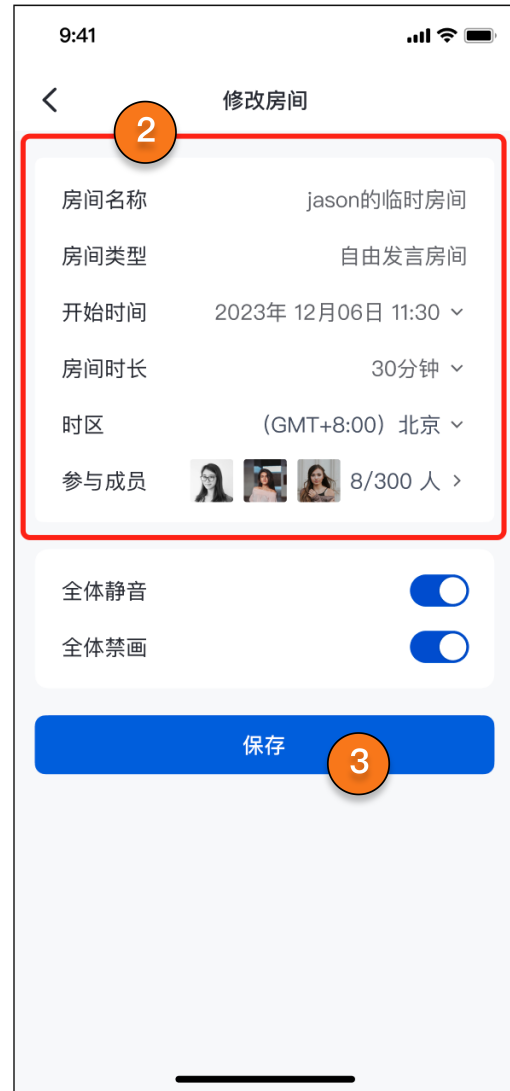 9:41
修改房间
2
房间名称 jason的临时房间
房间类型 自由发言房间
开始时间 2023年 12月06日 11:30
房间时长 30分钟
时区 (GMT+8:00) 北京
参与成员 8/300 人
全体静音
全体禁画
保存
3